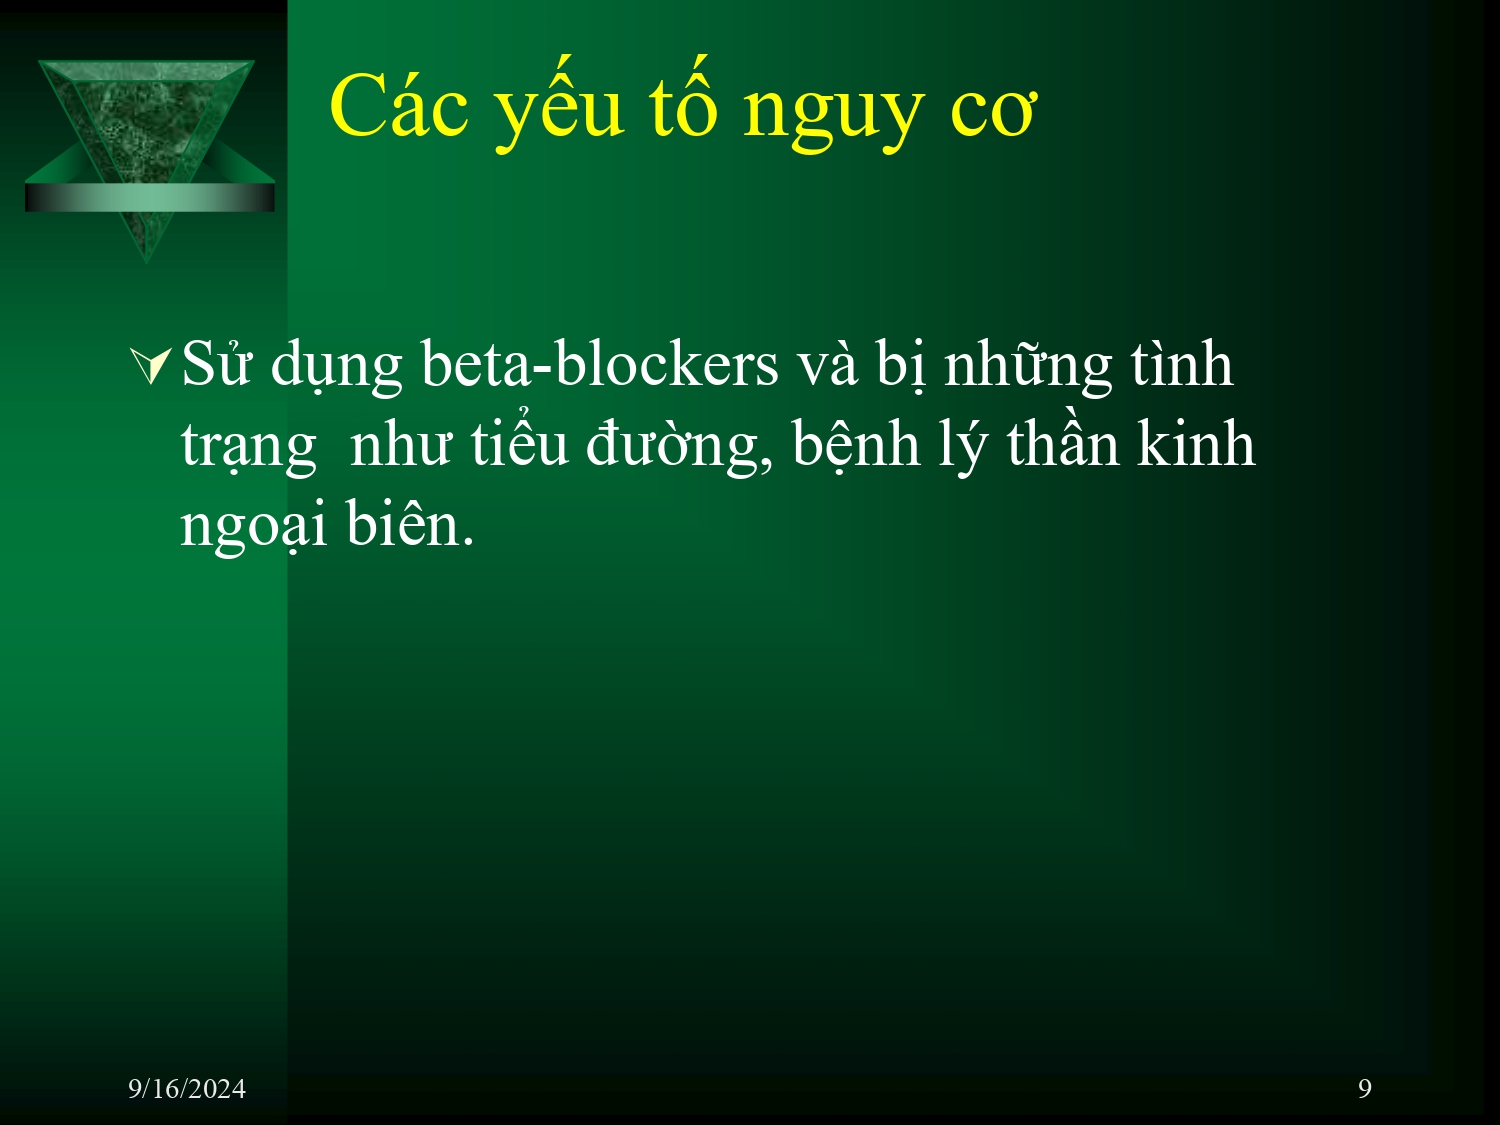 Các yếu tố nguy cơ
Sử dụng beta-blockers và bị những tình
trạng  như tiểu đường, bệnh lý thần kinh
ngoại biên.
9/16/2024
9